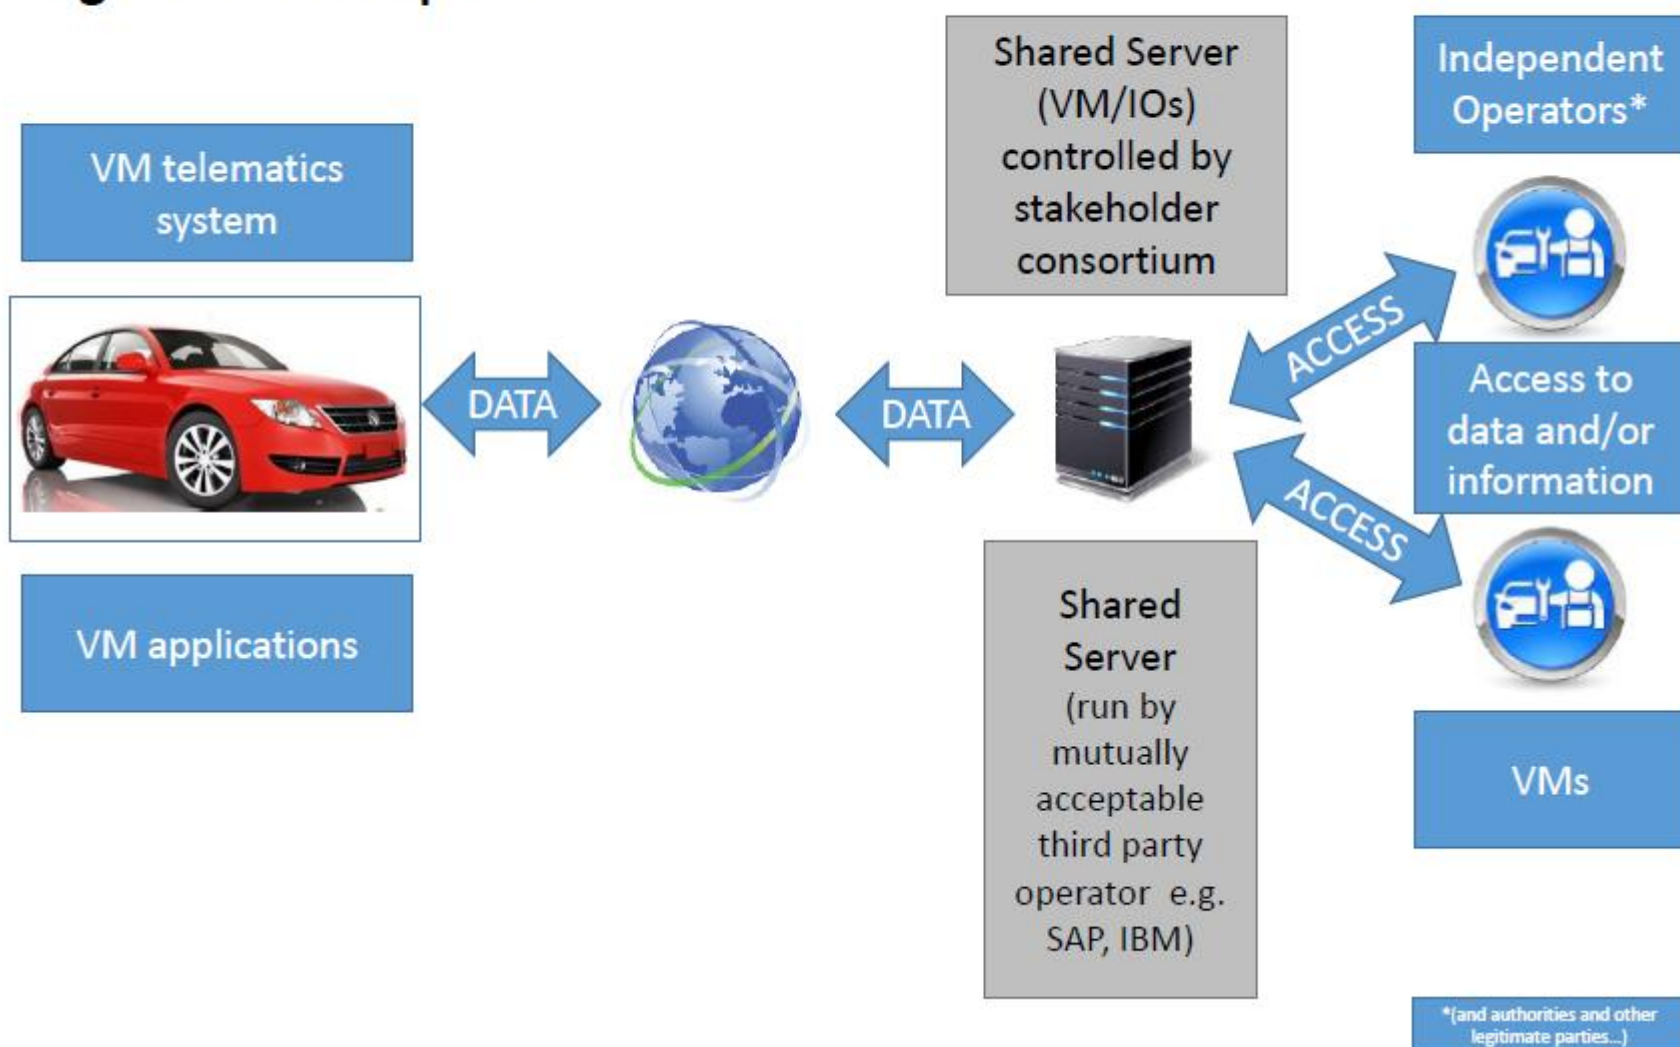 VM telematics
system
VM applications
DATA
DATA
Shared Server
(VM/IOs)
controlled by
stakeholder
consortium
Shared
Server
(run by
mutually
acceptable
third party
operator e.g.
SAP, IBM)
ACCESS
ACCESS
Independent
Operators*
Access to
data and/or
information
VMs
*(and authorities and other
legitimate parties...)